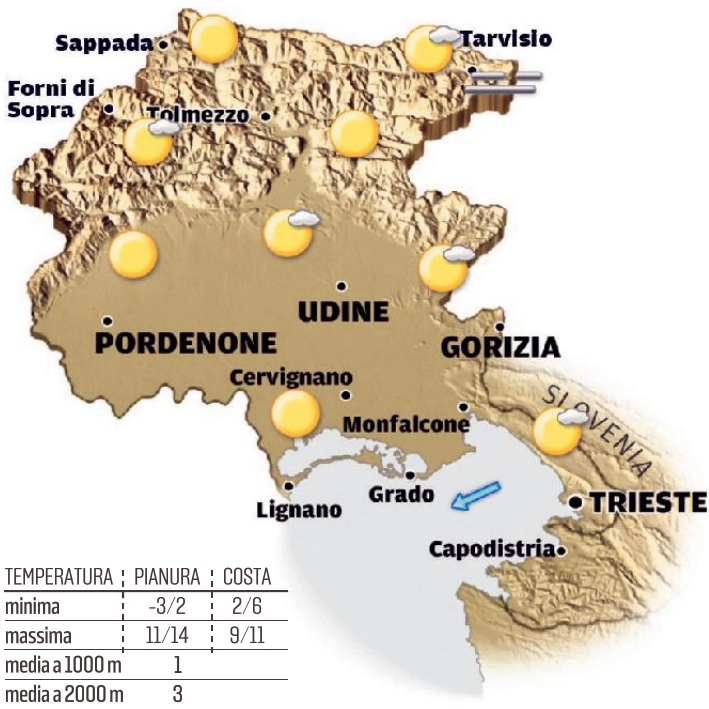 Sappada
Tarvisio
Forni di
Sopra
Tolmezzo
UDINE
PORDENONE
GORIZIA
Cervignano
SLOVENIA
Monfalcone
Grado
Lignano
TRIESTE
Capodistria
TEMPERATURA PIANURA COSTA
minima -3/2 2/6
massima 11/14 9/11
media a 1000 m 1
media a 2000 m 3